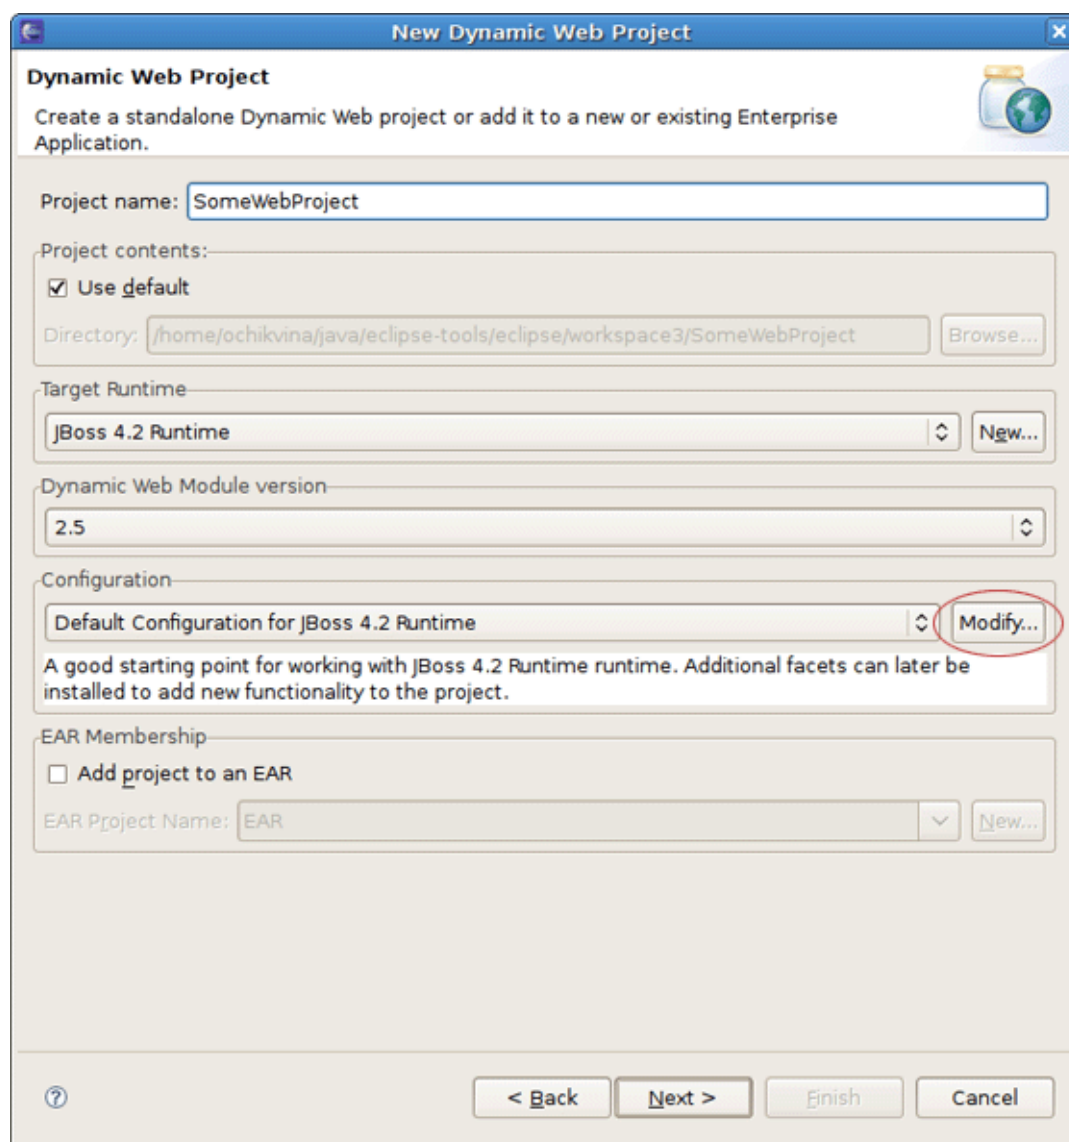 New Dynamic Web Project
Dynamic Web Project
Create a standalone Dynamic Web project or add it to a new or existing Enterprise
Application.
Project name: SomeWebProject
Project contents:
Use default
Directory: /home/ochikvina/java/eclipse-tools/eclipse/workspace3/SomeWebProject Browse...
Target Runtime
JBoss 4.2 Runtime New...
Dynamic Web Module version
2.5
Configuration
Default Configuration for JBoss 4.2 Runtime Modify...
A good starting point for working with JBoss 4.2 Runtime runtime. Additional facets can later be
installed to add new functionality to the project.
EAR Membership
Add project to an EAR
EAR Project Name: EAR New...
< Back Next > Finish Cancel